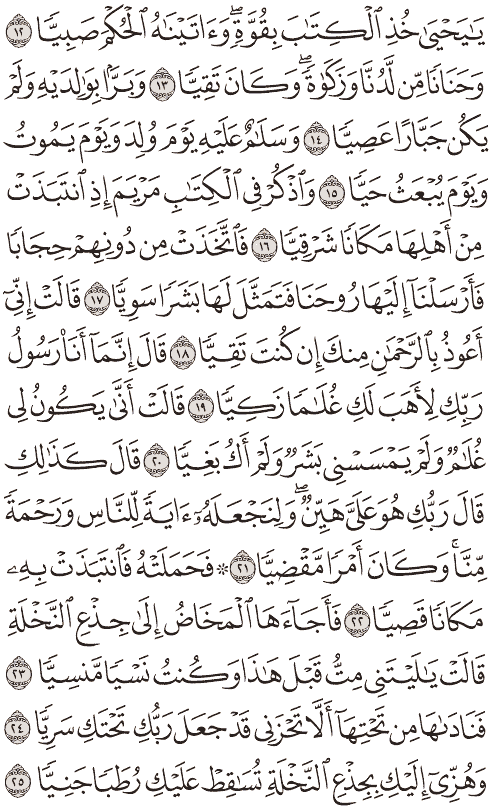 يَٰيَحْيَىٰ خُذِ ٱلْكِتَٰبَ بِقُوَّةٖۖ وَءَاتَيْنَٰهُ ٱلْحُكْمَ صَبِيّٗا ١٢
وَحَنَانٗا مِّن لَّدُنَّا وَزَكَوٰةٗۖ وَكَانَ تَقِيّٗا ١٣ وَبَرَّۢا بِوَٰلِدَيْهِ وَلَمْ
يَكُن جَبَّارًا عَصِيّٗا ١٤ وَسَلَٰمٌ عَلَيْهِ يَوْمَ وُلِدَ وَيَوْمَ يَمُوتُ
وَيَوْمَ يُبْعَثُ حَيّٗا ١٥ وَٱذْكُرْ فِي ٱلْكِتَٰبِ مَرْيَمَ إِذِ ٱنتَبَذَتْ
مِنْ أَهْلِهَا مَكَانٗا شَرْقِيّٗا ١٦ فَٱتَّخَذَتْ مِن دُونِهِمْ حِجَابٗا
فَأَرْسَلْنَآ إِلَيْهَا رُوحَنَا فَتَمَثَّلَ لَهَا بَشَرٗا سَوِيّٗا ١٧ قَالَتْ إِنِّيٓ
أَعُوذُ بِٱلرَّحْمَٰنِ مِنكَ إِن كُنتَ تَقِيّٗا ١٨ قَالَ إِنَّمَآ أَنَا۠ رَسُولُ
رَبِّكِ لِأَهَبَ لَكِ غُلَٰمٗا زَكِيّٗا ١٩ قَالَتْ أَنَّىٰ يَكُونُ لِي
غُلَٰمٞ وَلَمْ يَمْسَسْنِي بَشَرٞ وَلَمْ أَكُ بَغِيّٗا ٢٠ قَالَ كَذَٰلِكِ
قَالَ رَبُّكِ هُوَ عَلَيَّ هَيِّنٞۖ وَلِنَجْعَلَهُۥٓ ءَايَةٗ لِّلنَّاسِ وَرَحْمَةٗ
مِّنَّاۚ وَكَانَ أَمْرٗا مَّقْضِيّٗا ٢١ ۞ فَحَمَلَتْهُ فَٱنتَبَذَتْ بِهِۦ
مَكَانٗا قَصِيّٗا ٢٢ فَأَجَآءَهَا ٱلْمَخَاضُ إِلَىٰ جِذْعِ ٱلنَّخْلَةِ
قَالَتْ يَٰلَيْتَنِي مِتُّ قَبْلَ هَٰذَا وَكُنتُ نَسْيٗا مَّنسِيّٗا ٢٣
فَنَادَىٰهَا مِن تَحْتِهَآ أَلَّا تَحْزَنِي قَدْ جَعَلَ رَبُّكِ تَحْتَكِ سَرِيّٗا ٢٤
وَهُزِّيٓ إِلَيْكِ بِجِذْعِ ٱلنَّخْلَةِ تُسَٰقِطْ عَلَيْكِ رُطَبٗا جَنِيّٗا ٢٥